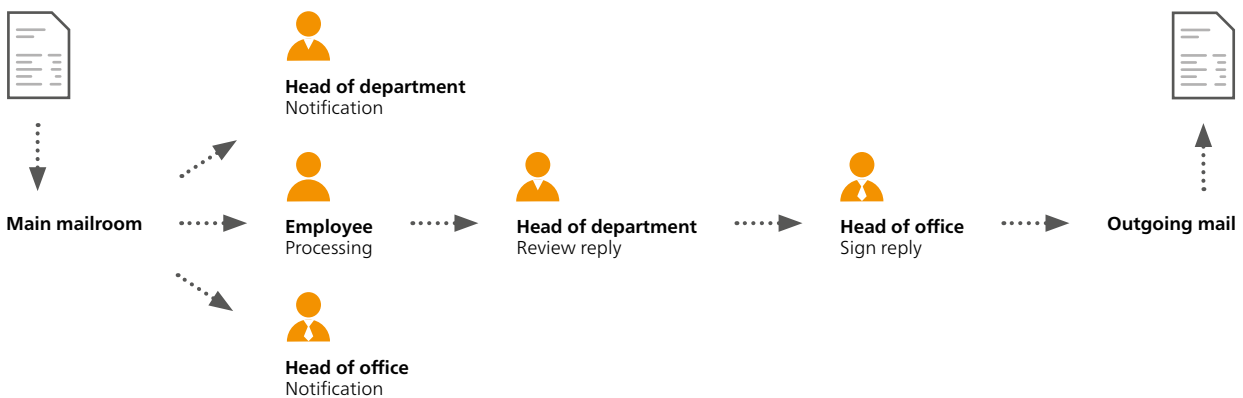 Head of department
Notification
Main mailroom
Employee
Processing
Head of department
Review reply
Head of office
Sign reply
Outgoing mail
Head of office
Notification